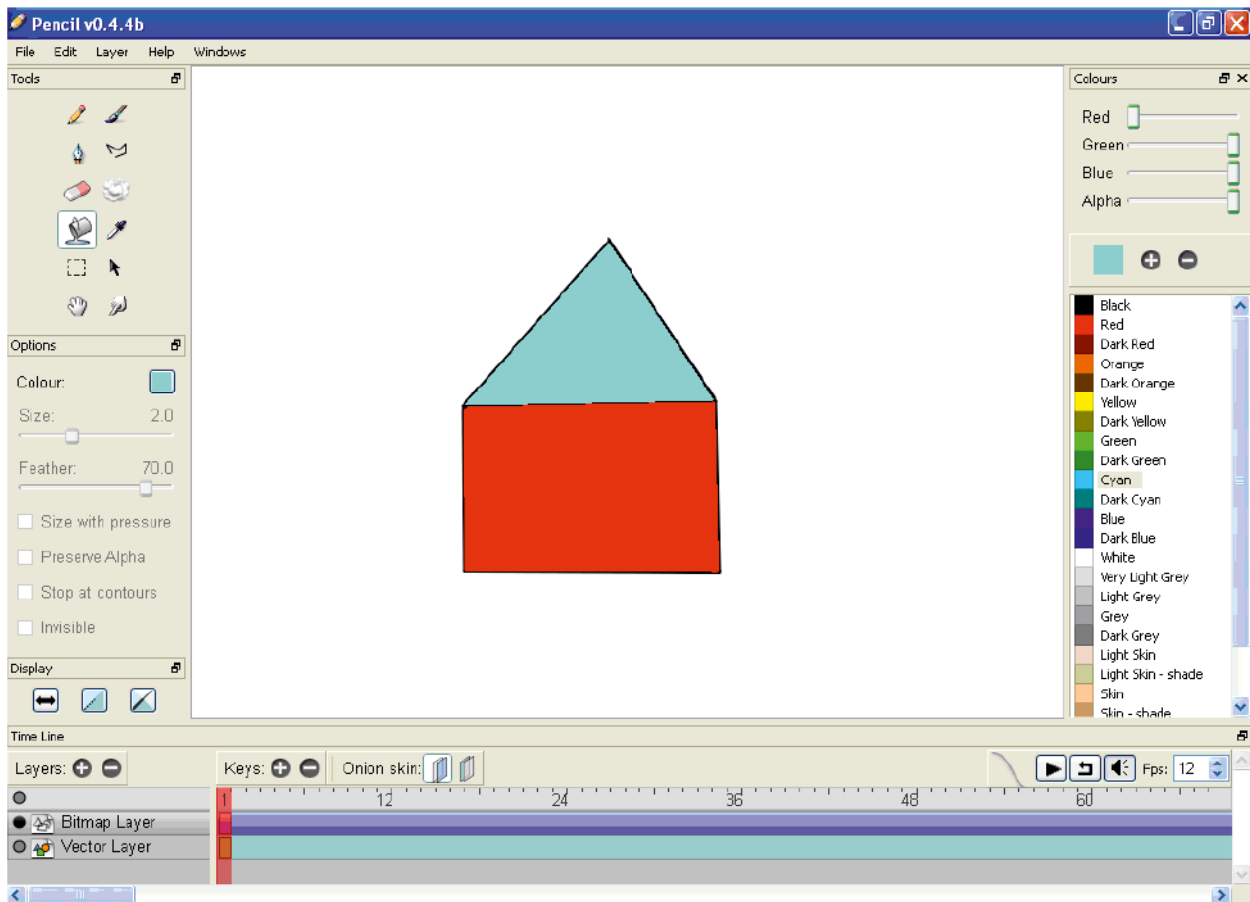 Pencil v0.4.4b
File Edit Layer Help Windows
Tools
Options
Colour:
Size: 2.0
Feather: 70.0
Size with pressure
Preserve Alpha
Stop at contours
Invisible
Display
Colours
Red
Green
Blue
Alpha
Black
Red
Dark Red
Orange
Dark Orange
Yellow
Dark Yellow
Green
Dark Green
Cyan
Dark Cyan
Blue
Dark Blue
White
Very Light Grey
Light Grey
Grey
Dark Grey
Light Skin
Light Skin - shade
Skin
Skin - shade
Time Line
Layers: Keys: Onion skin: Fps: 12
1 12 24 36 48 60
Bitmap Layer
Vector Layer